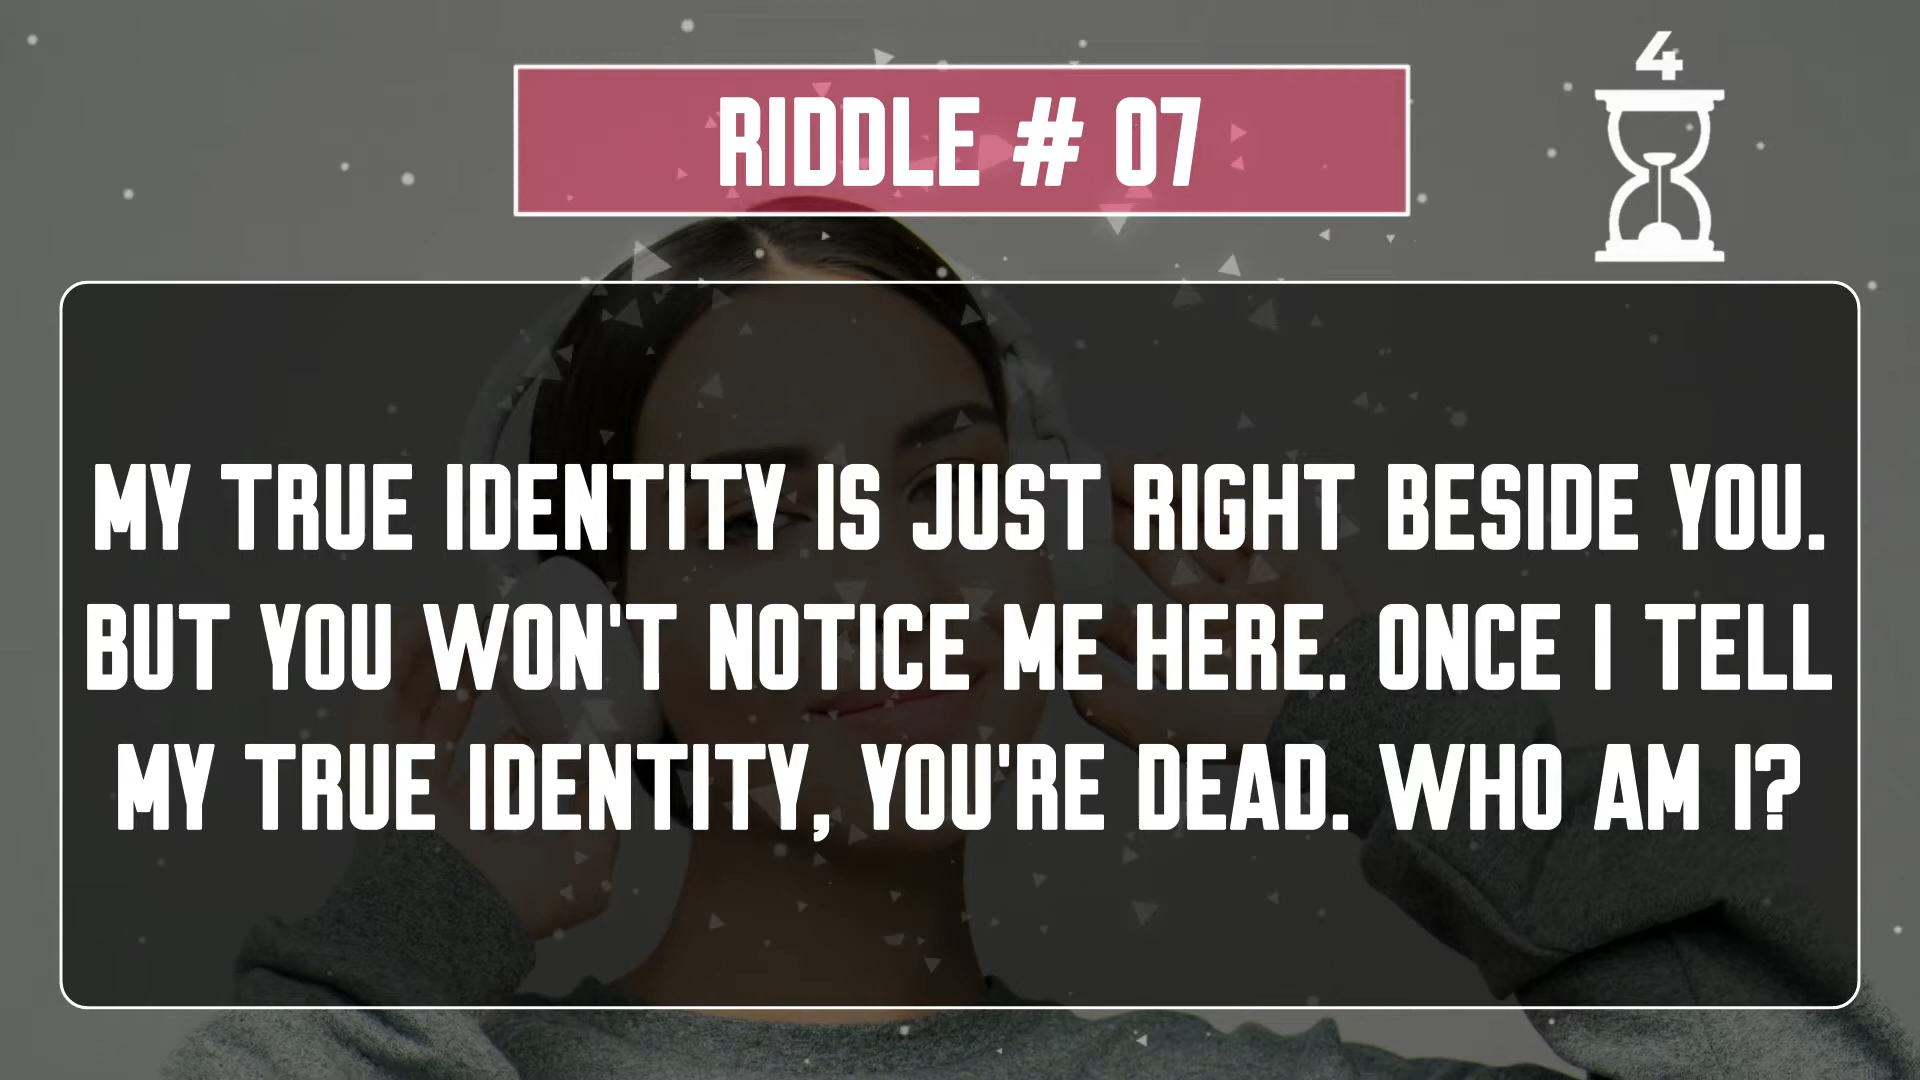 4
RIDDLE # 07
MY TRUE IDENTITY IS JUST RIGHT BESIDE YOU.
BUT YOU WON'T NOTICE ME HERE. ONCE I TELL
MY TRUE IDENTITY, YOU'RE DEAD. WHO AM I?